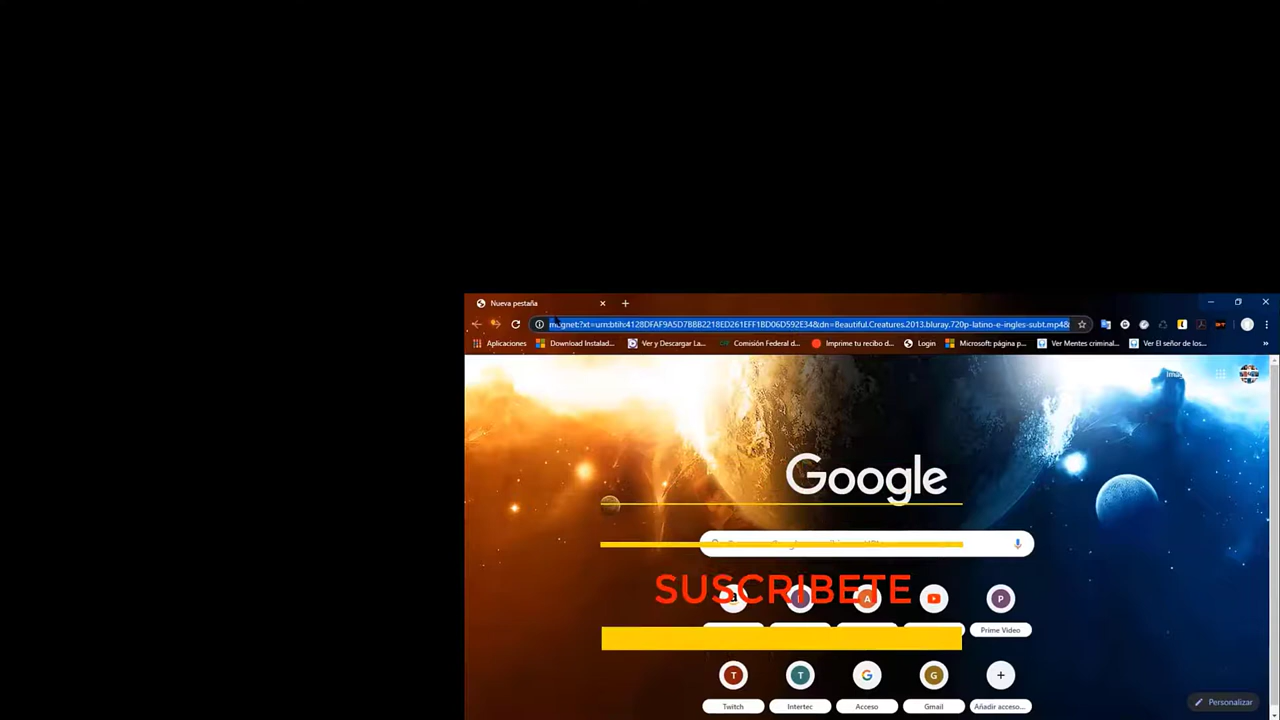 Nueva pestaña
magnet:?xt=urn:btih:4128DFAF9A5D7BBB2218ED261EFF1BD06D592E34&dn=Beautiful.Creatures.2013.bluray.720p-latino-e-ingles-subt.mp4&
Aplicaciones Download Instalad... Ver y Descargar La... Comisión Federal d... Imprime tu recibo d... Login Microsoft: página p... Ver Mentes criminal... Ver El señor de los... »
Google
SUSCRIBETE
Prime Video
Twitch Intertec Acceso Gmail Añadir acceso...
Personalizar